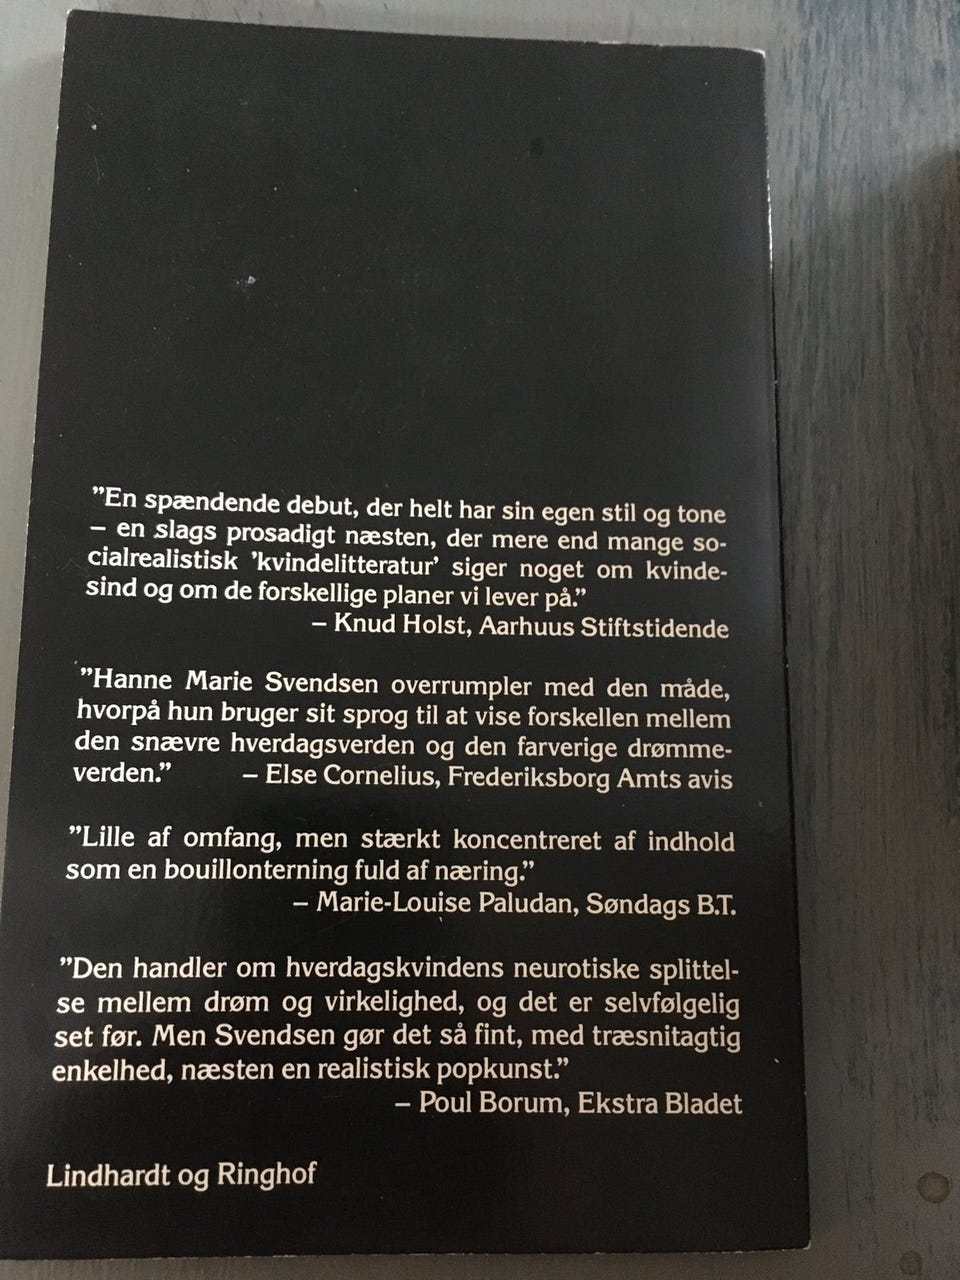 ”En spændende debut, der helt har sin egen stil og tone
– en slags prosadigt næsten, der mere end mange so-
cialrealistisk 'kvindelitteratur' siger noget om kvinde-
sind og om de forskellige planer vi lever på.”
– Knud Holst, Aarhuus Stiftstidende
”Hanne Marie Svendsen overrumpler med den måde,
hvorpå hun bruger sit sprog til at vise forskellen mellem
den snævre hverdagsverden og den farverige drømme-
verden.” – Else Cornelius, Frederiksborg Amts avis
”Lille af omfang, men stærkt koncentreret af indhold
som en bouillonterning fuld af næring.”
– Marie-Louise Paludan, Søndags B.T.
”Den handler om hverdagskvindens neurotiske splittel-
se mellem drøm og virkelighed, og det er selvfølgelig
set før. Men Svendsen gør det så fint, med træsnitagtig
enkelhed, næsten en realistisk popkunst.”
– Poul Borum, Ekstra Bladet
Lindhardt og Ringhof